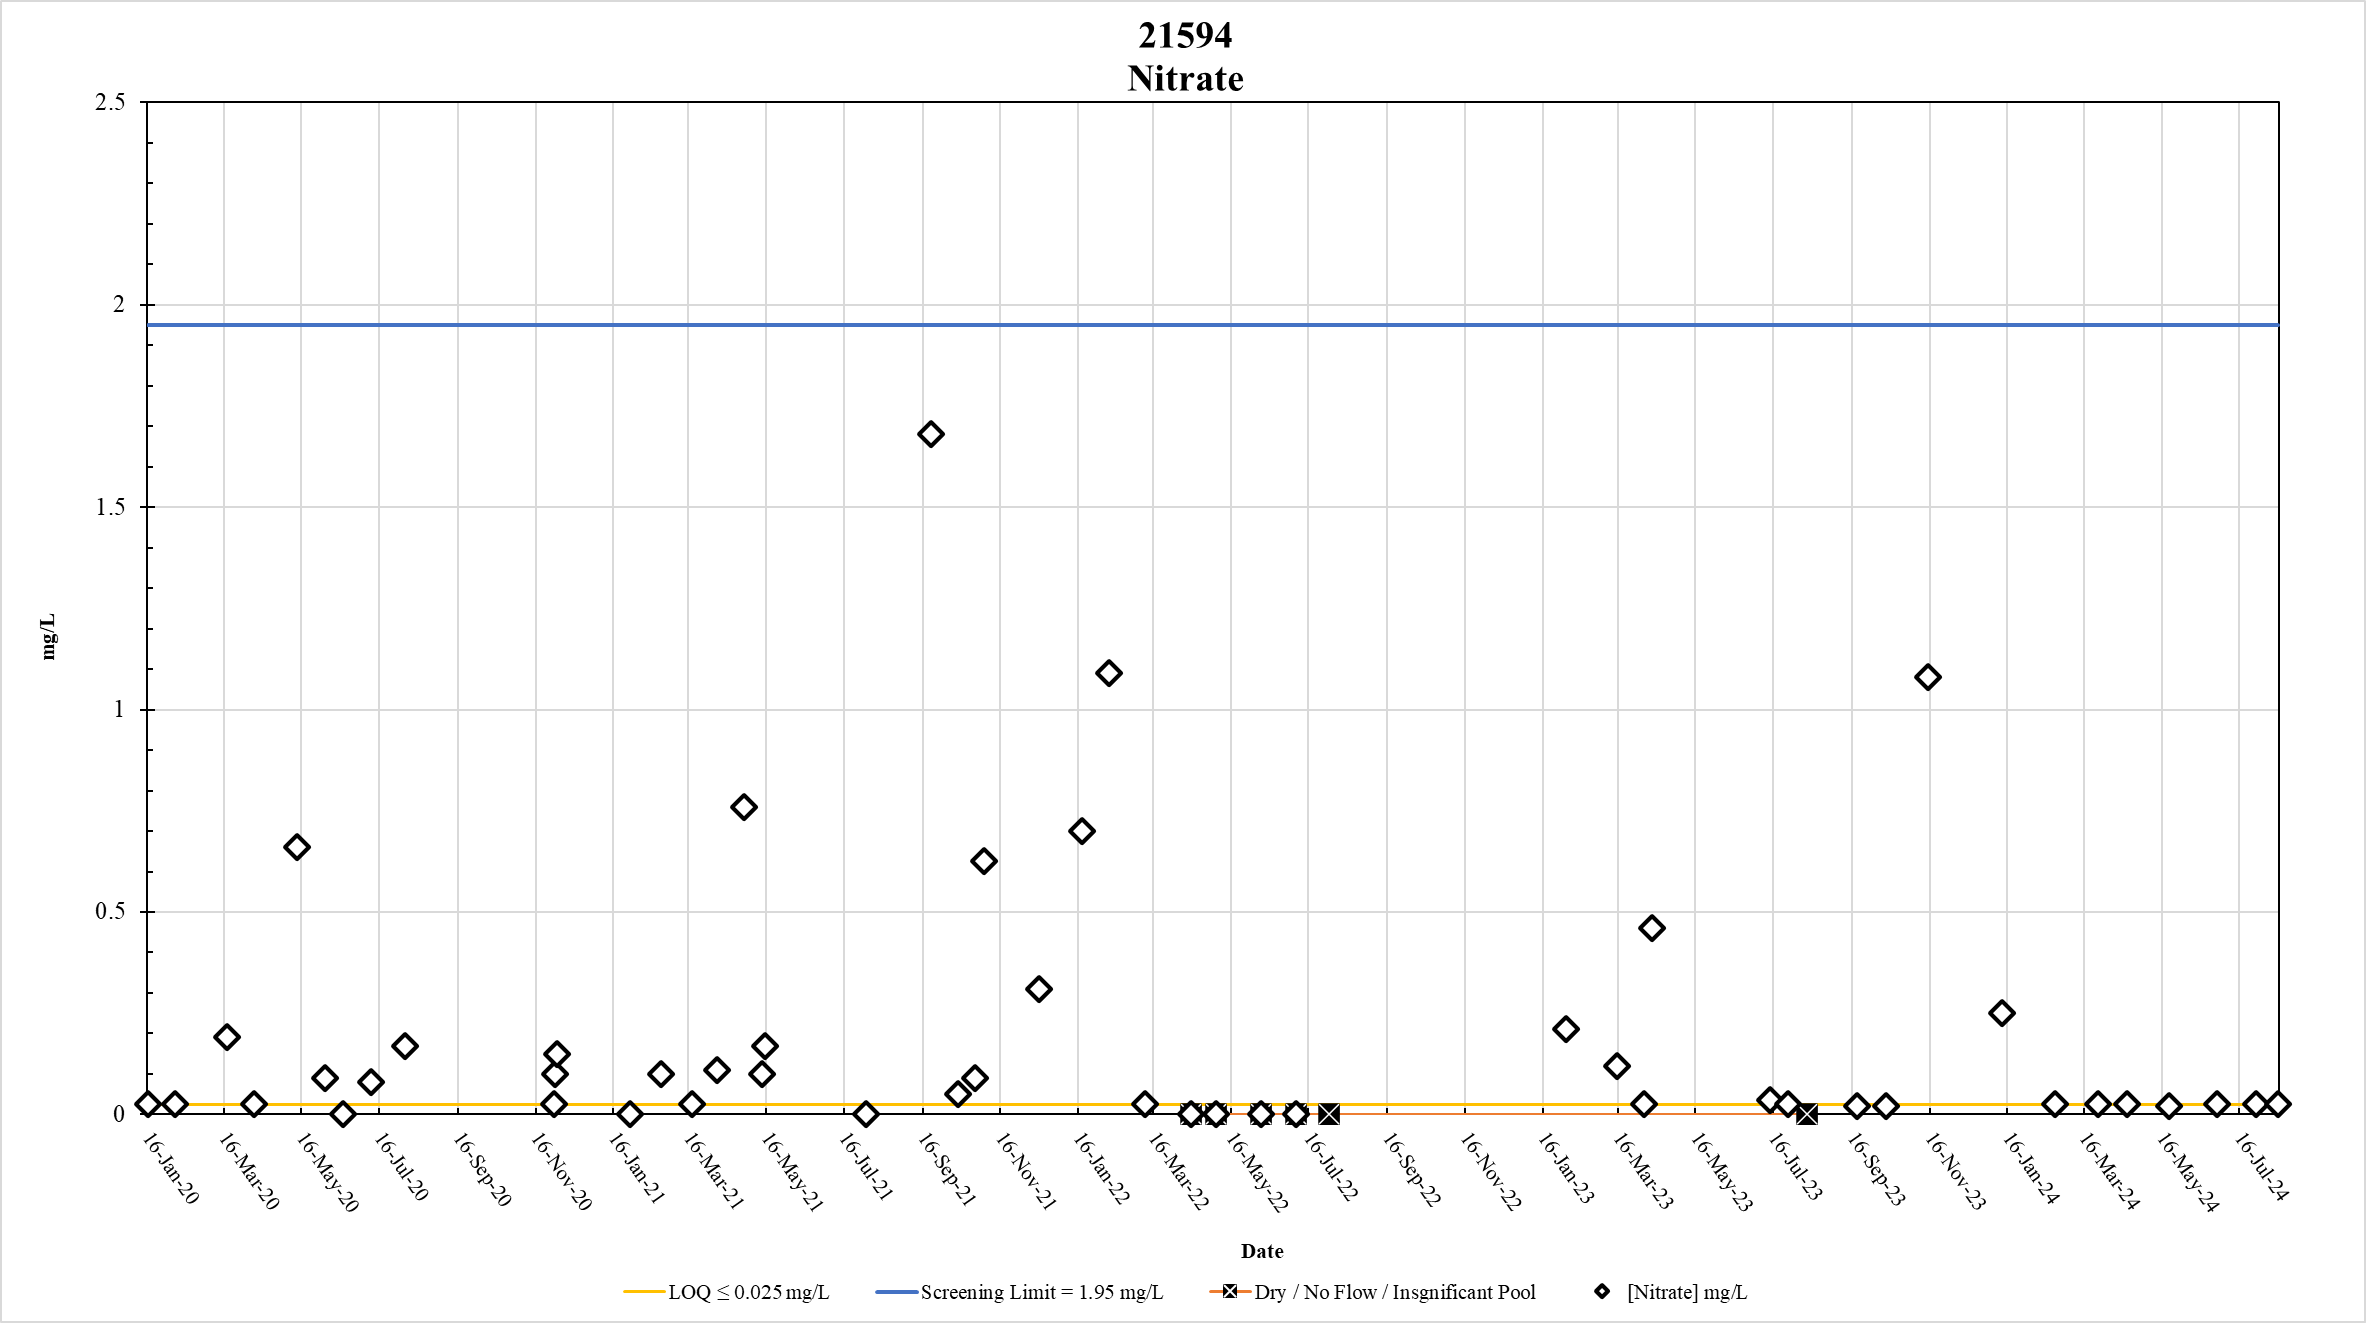 21594
Nitrate
2.5
2
1.5
1
0.5
0
mg/L
16-Jan-20
16-Mar-20
16-May-20
16-Jul-20
16-Sep-20
16-Nov-20
16-Jan-21
16-Mar-21
16-May-21
16-Jul-21
16-Sep-21
16-Nov-21
16-Jan-22
16-Mar-22
16-May-22
16-Jul-22
16-Sep-22
16-Nov-22
16-Jan-23
16-Mar-23
16-May-23
16-Jul-23
16-Sep-23
16-Nov-23
16-Jan-24
16-Mar-24
16-May-24
16-Jul-24
Date
LOQ ≤ 0.025 mg/L
Screening Limit = 1.95 mg/L
Dry / No Flow / Insgnificant Pool
[Nitrate] mg/L